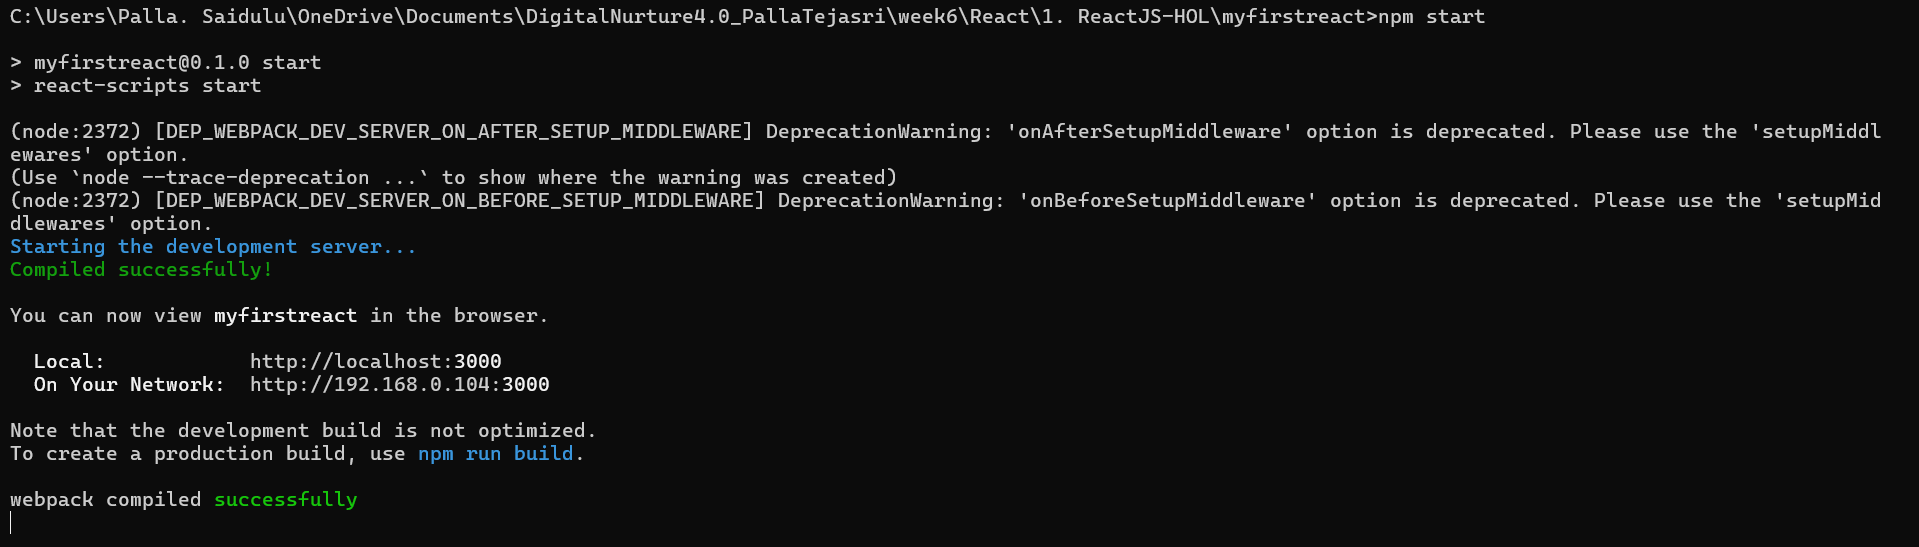 C:\Users\Palla. Saidulu\OneDrive\Documents\DigitalNurture4.0_PallaTejasri\week6\React\1. ReactJS-HOL\myfirstreact>npm start
> myfirstreact@0.1.0 start
> react-scripts start
(node:2372) [DEP_WEBPACK_DEV_SERVER_ON_AFTER_SETUP_MIDDLEWARE] DeprecationWarning: 'onAfterSetupMiddleware' option is deprecated. Please use the 'setupMiddl
ewares' option.
(Use `node --trace-deprecation ...` to show where the warning was created)
(node:2372) [DEP_WEBPACK_DEV_SERVER_ON_BEFORE_SETUP_MIDDLEWARE] DeprecationWarning: 'onBeforeSetupMiddleware' option is deprecated. Please use the 'setupMid
dlewares' option.
Starting the development server...
Compiled successfully!
You can now view myfirstreact in the browser.
Local:            http://localhost:3000
On Your Network:  http://192.168.0.104:3000
Note that the development build is not optimized.
To create a production build, use npm run build.
webpack compiled successfully